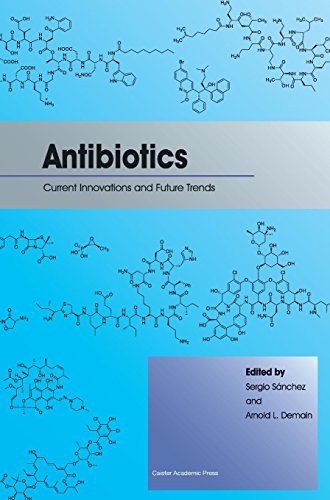 Antibiotics
Current Innovations and Future Trends
Edited by
Sergio Sánchez
and
Arnold L. Demain
Caister Academic Press